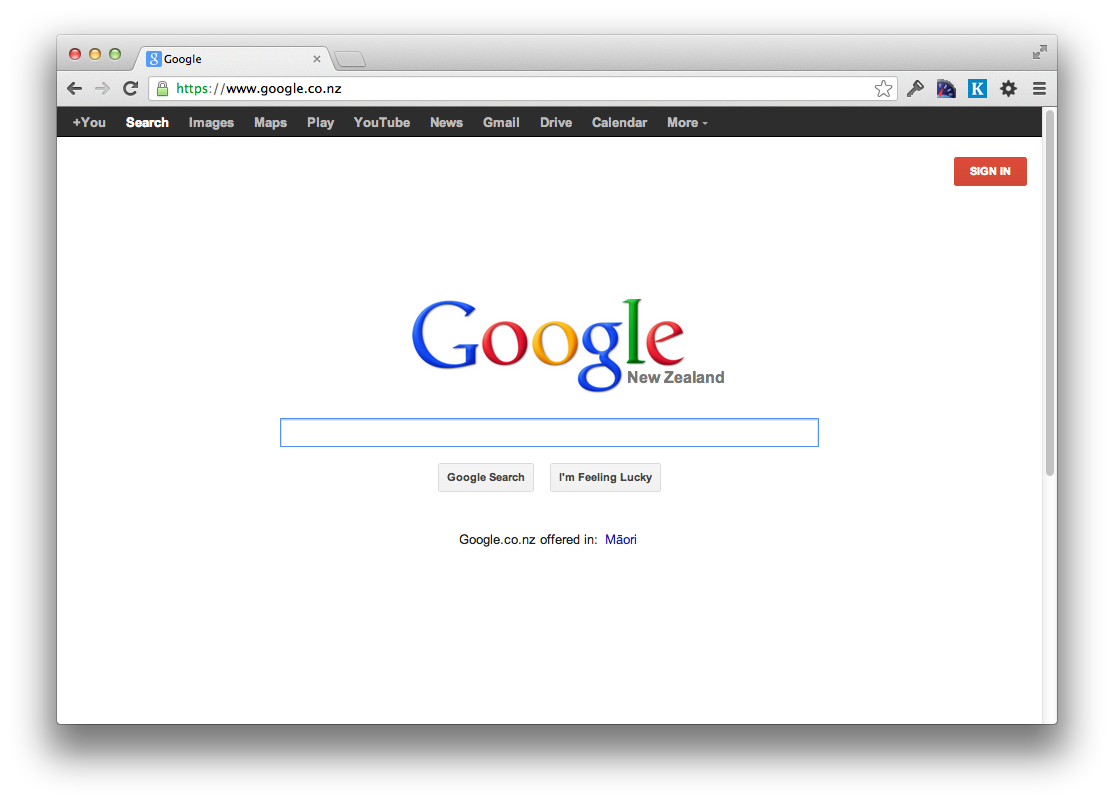 Google
https://www.google.co.nz
K
+You Search Images Maps Play YouTube News Gmail Drive Calendar More
SIGN IN
Google
New Zealand
Google Search I'm Feeling Lucky
Google.co.nz offered in: Māori